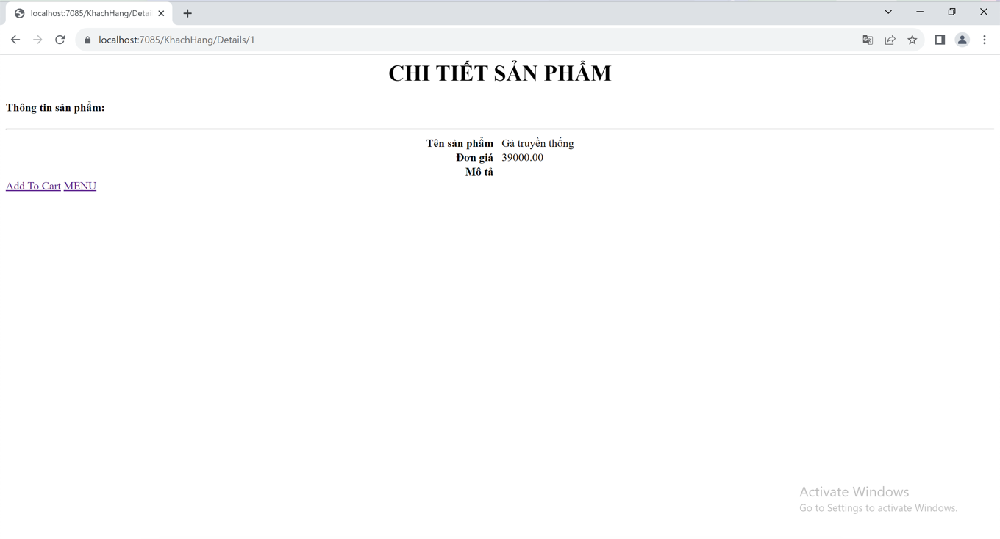 localhost:7085/KhachHang/Detai
localhost:7085/KhachHang/Details/1
CHI TIẾT SẢN PHẨM
Thông tin sản phẩm:
Tên sản phẩm Gà truyền thống
Đơn giá 39000.00
Mô tả
Add To Cart MENU
Activate Windows
Go to Settings to activate Windows.